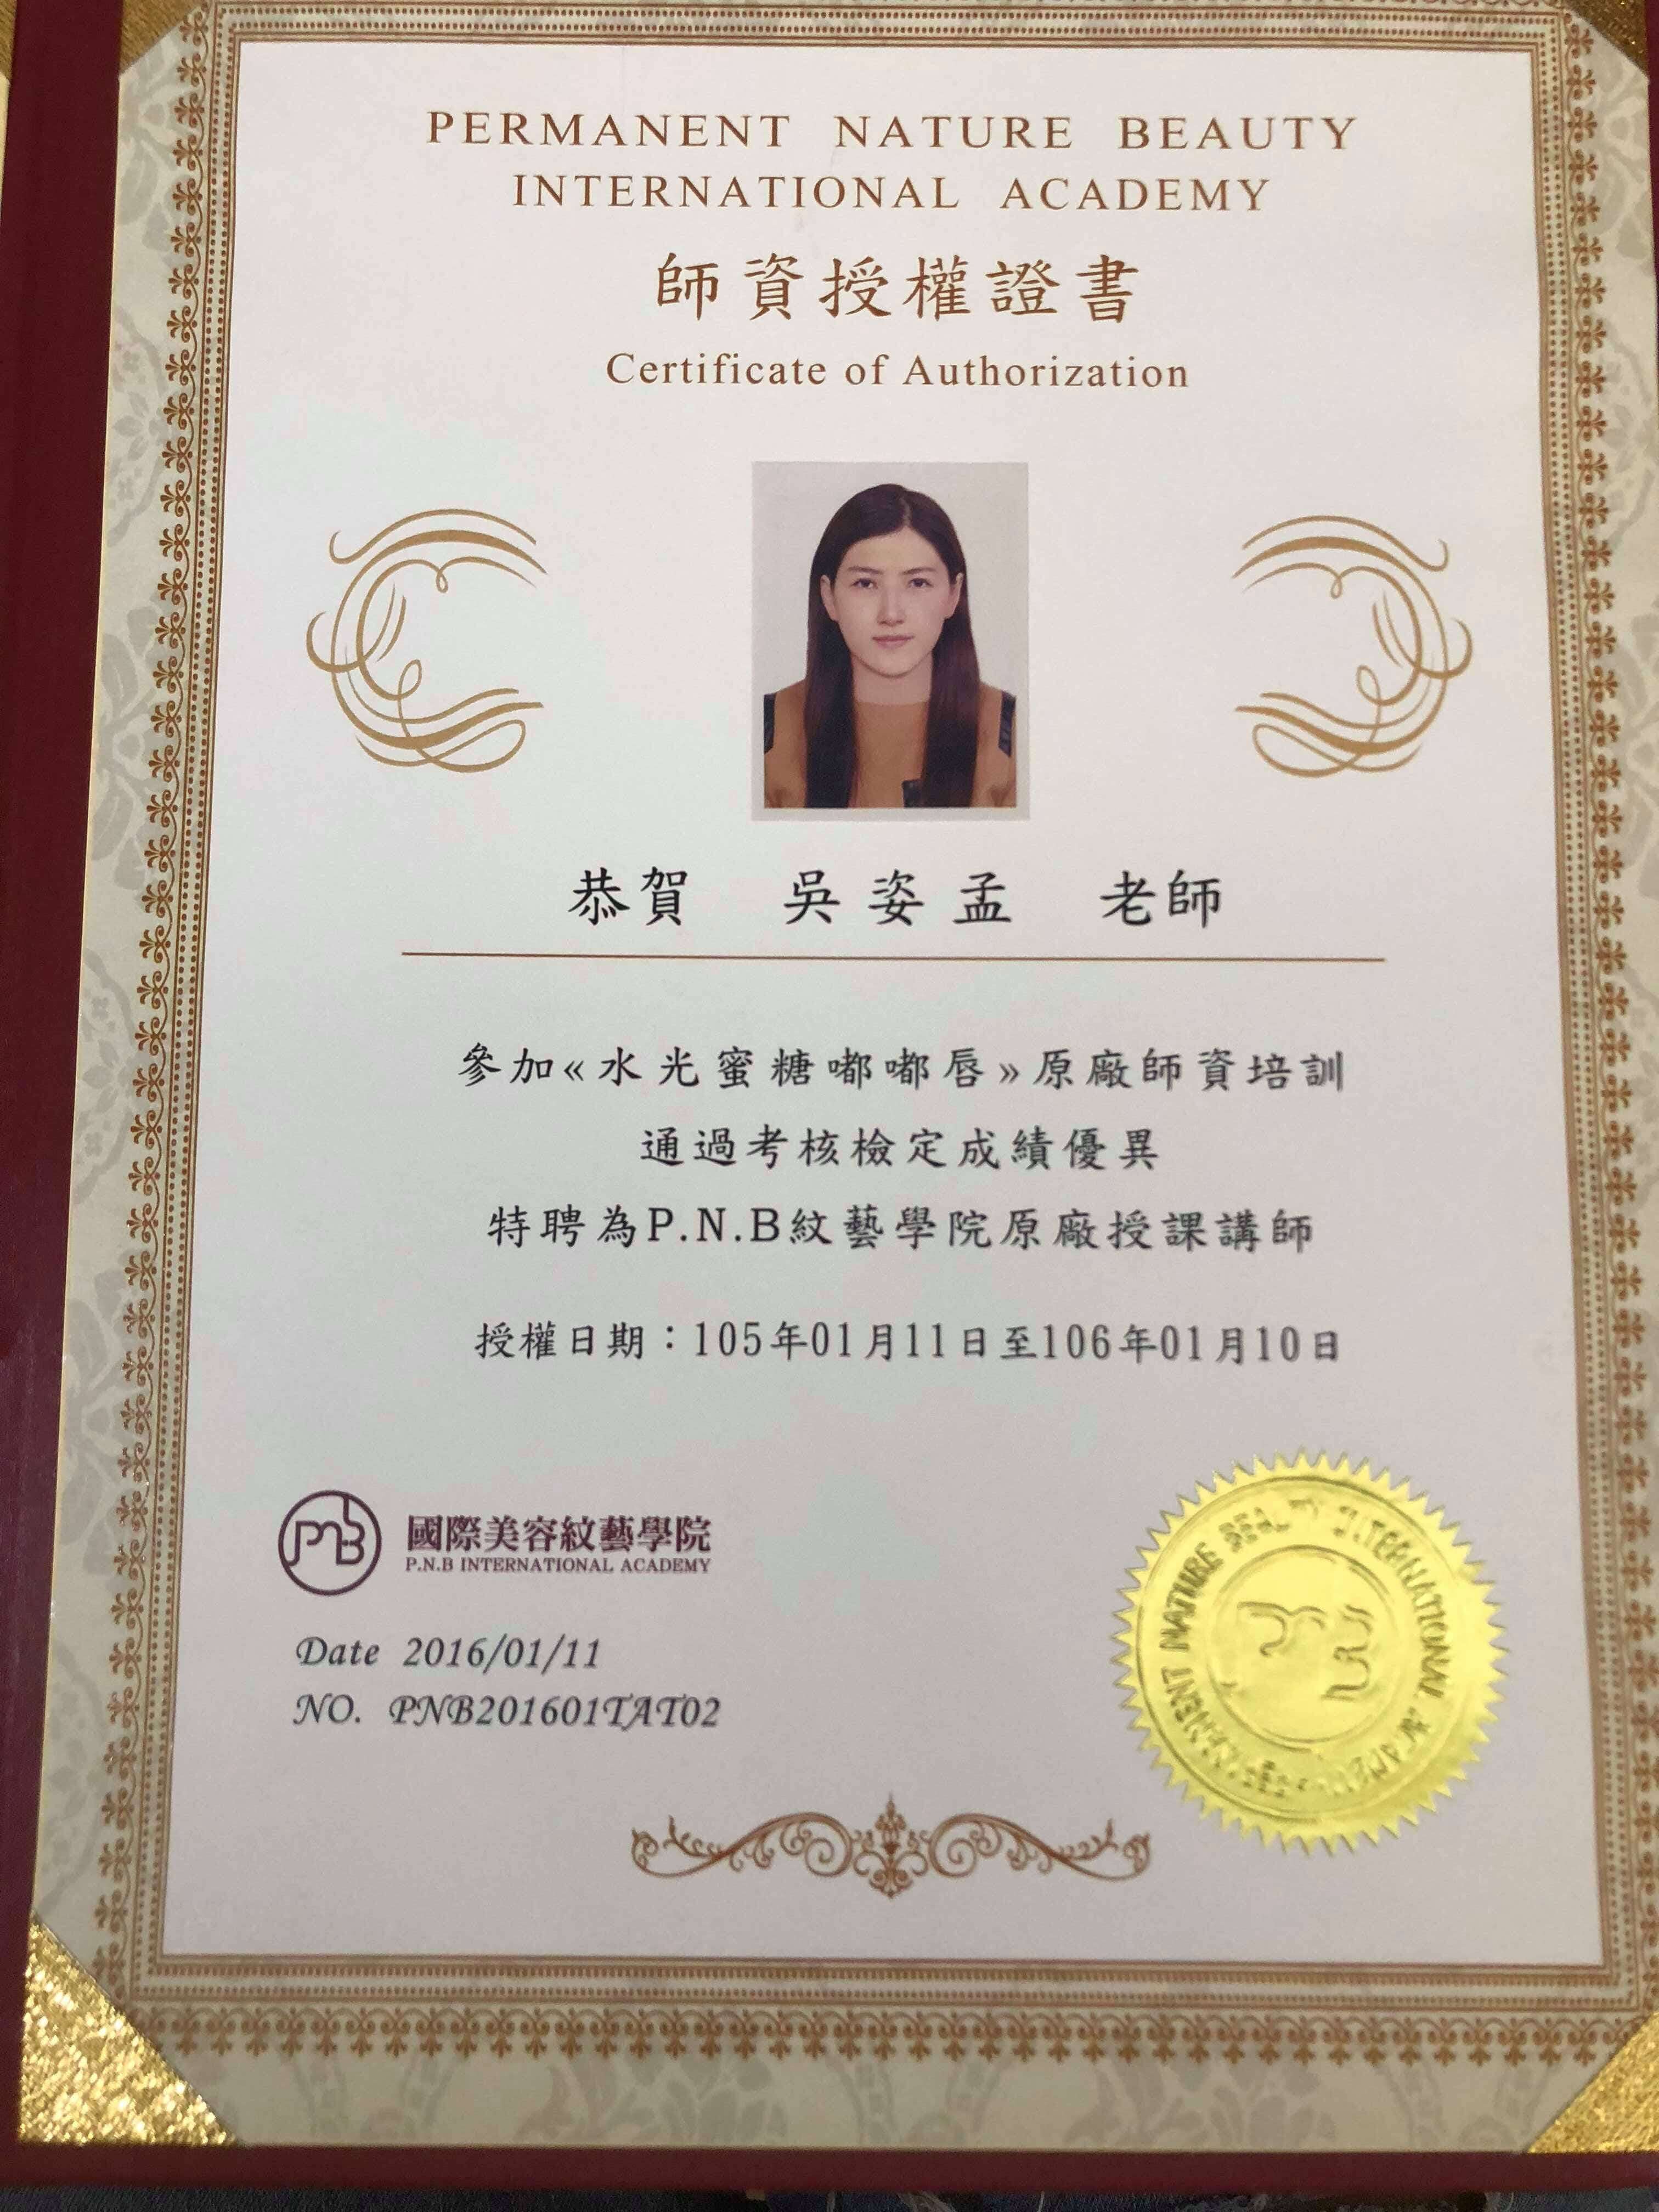 PERMANENT NATURE BEAUTY
INTERNATIONAL ACADEMY
師資授權證書
Certificate of Authorization
恭賀 吳姿孟 老師
參加«水光蜜糖嘟嘟唇»原廠師資培訓
通過考核檢定成績優異
特聘為P.N.B紋藝學院原廠授課講師
授權日期：105年01月11日至106年01月10日
pnb 國際美容紋藝學院
P.N.B INTERNATIONAL ACADEMY
Date 2016/01/11
NO. PNB201601TAT02
PERMANENT NATURE BEAUTY INTERNATIONAL ACADEMY